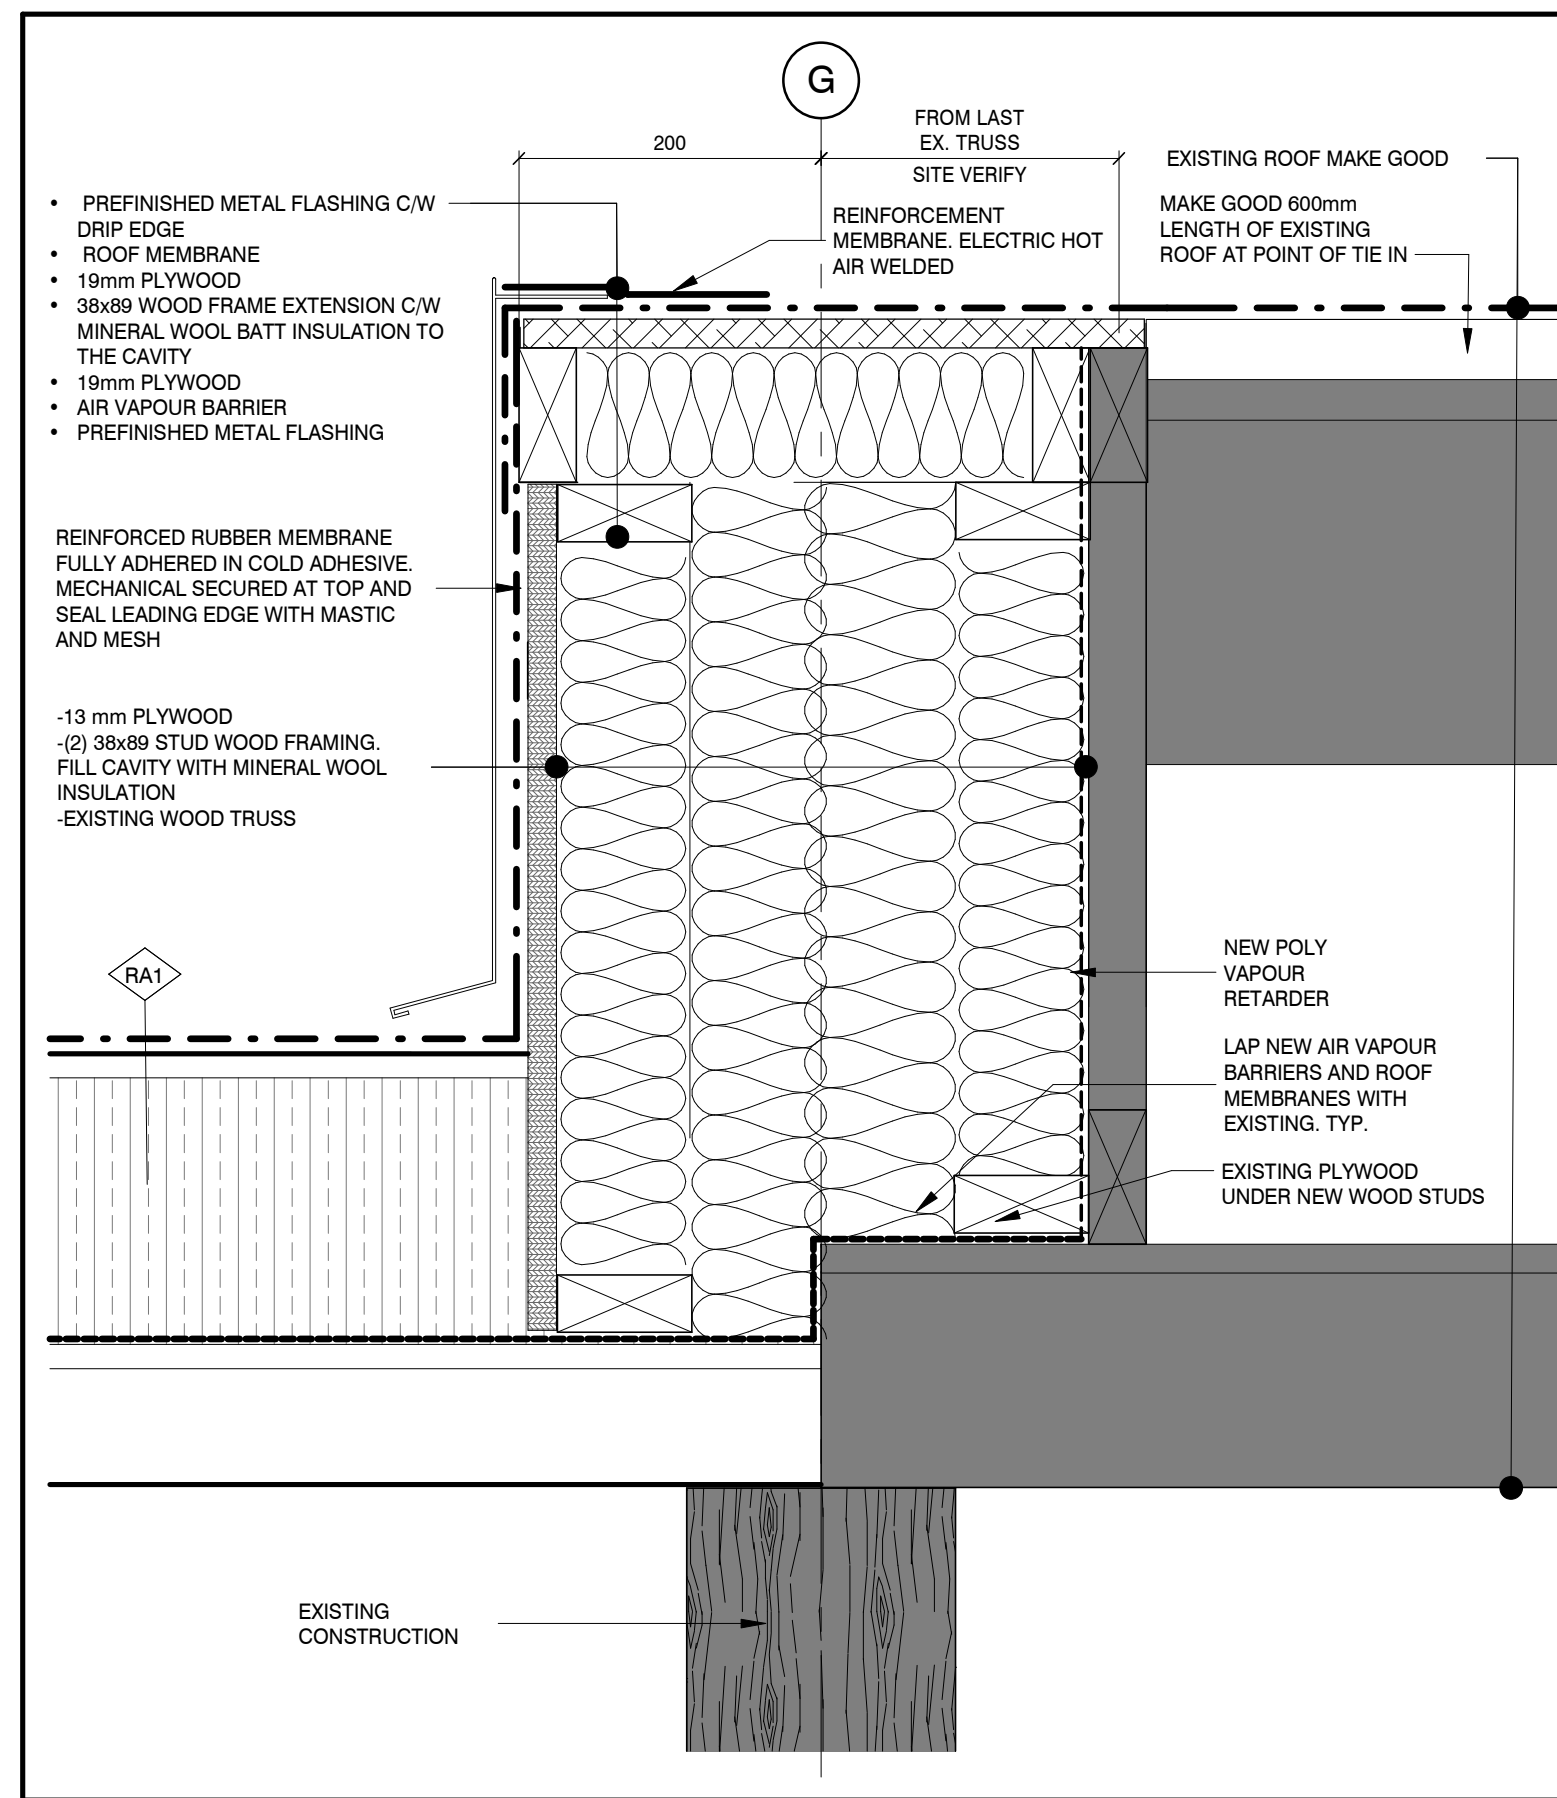 G
200
FROM LAST
EX. TRUSS
SITE VERIFY
EXISTING ROOF MAKE GOOD
MAKE GOOD 600mm
LENGTH OF EXISTING
ROOF AT POINT OF TIE IN
REINFORCEMENT
MEMBRANE. ELECTRIC HOT
AIR WELDED
• PREFINISHED METAL FLASHING C/W
DRIP EDGE
• ROOF MEMBRANE
• 19mm PLYWOOD
• 38x89 WOOD FRAME EXTENSION C/W
MINERAL WOOL BATT INSULATION TO
THE CAVITY
• 19mm PLYWOOD
• AIR VAPOUR BARRIER
• PREFINISHED METAL FLASHING
REINFORCED RUBBER MEMBRANE
FULLY ADHERED IN COLD ADHESIVE.
MECHANICAL SECURED AT TOP AND
SEAL LEADING EDGE WITH MASTIC
AND MESH
-13 mm PLYWOOD
-(2) 38x89 STUD WOOD FRAMING.
FILL CAVITY WITH MINERAL WOOL
INSULATION
-EXISTING WOOD TRUSS
RA1
NEW POLY
VAPOUR
RETARDER
LAP NEW AIR VAPOUR
BARRIERS AND ROOF
MEMBRANES WITH
EXISTING. TYP.
EXISTING PLYWOOD
UNDER NEW WOOD STUDS
EXISTING
CONSTRUCTION